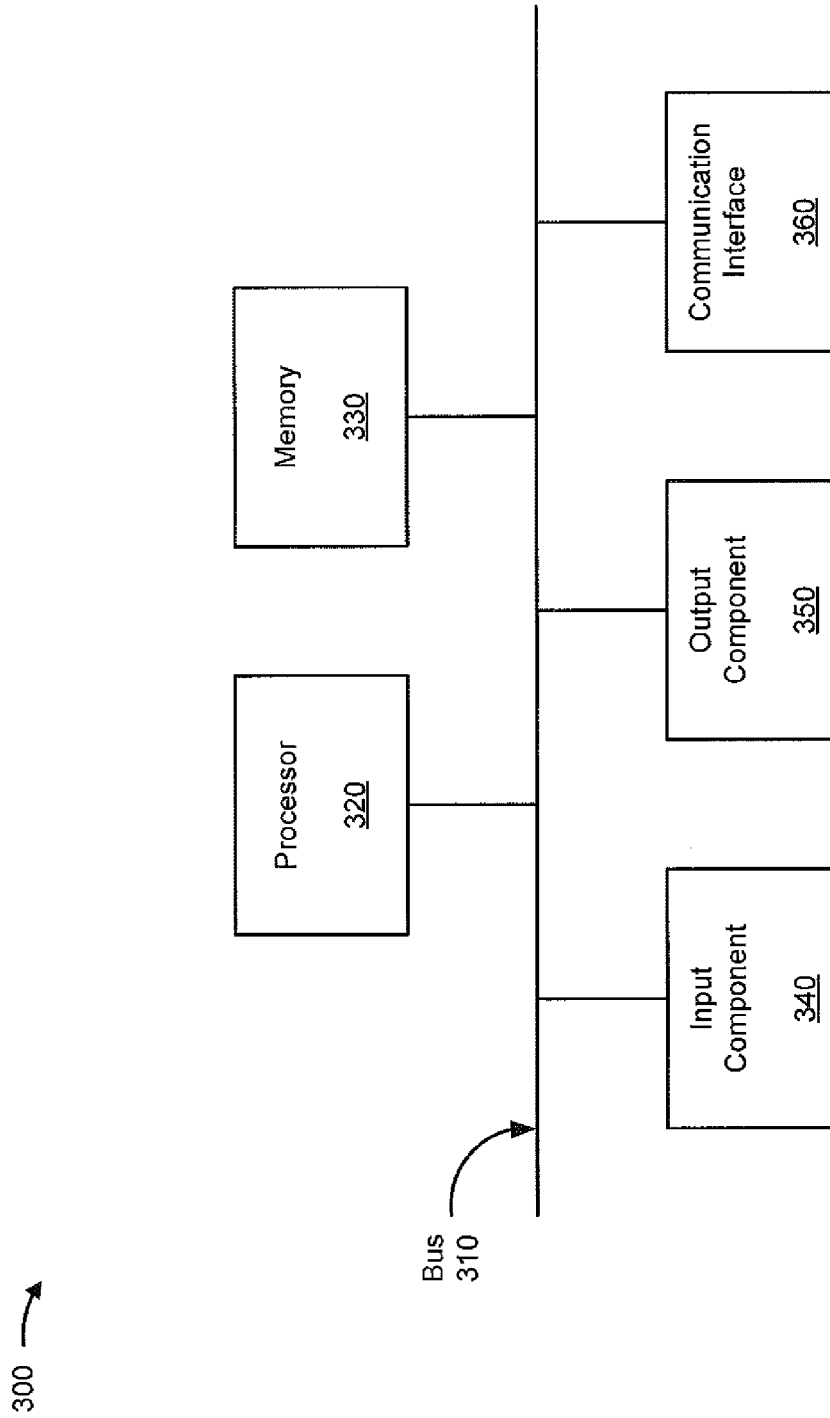 300
Bus
310
Processor
320
Memory
330
Input
Component
340
Output
Component
350
Communication
Interface
360